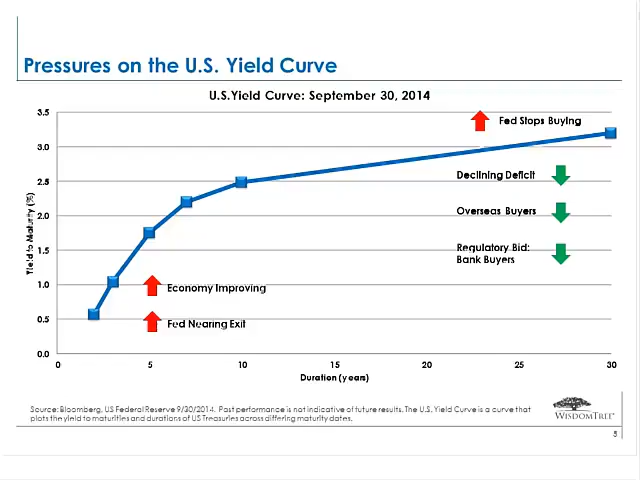 Pressures on the U.S. Yield Curve
U.S.Yield Curve: September 30, 2014
3.5
3.0
2.5
2.0
1.5
1.0
0.5
0.0
Yield to Maturity (%)
Fed Stops Buying
Declining Deficit
Overseas Buyers
Regulatory Bid:
Bank Buyers
Economy Improving
Fed Nearing Exit
0 5 10 15 20 25 30
Duration (years)
Source: Bloomberg, US Federal Reserve 9/30/2014. Past performance is not indicative of future results. The U.S. Yield Curve is a curve that
plots the yield to maturities and durations of US Treasuries across differing maturity dates.
WISDOMTREE
5